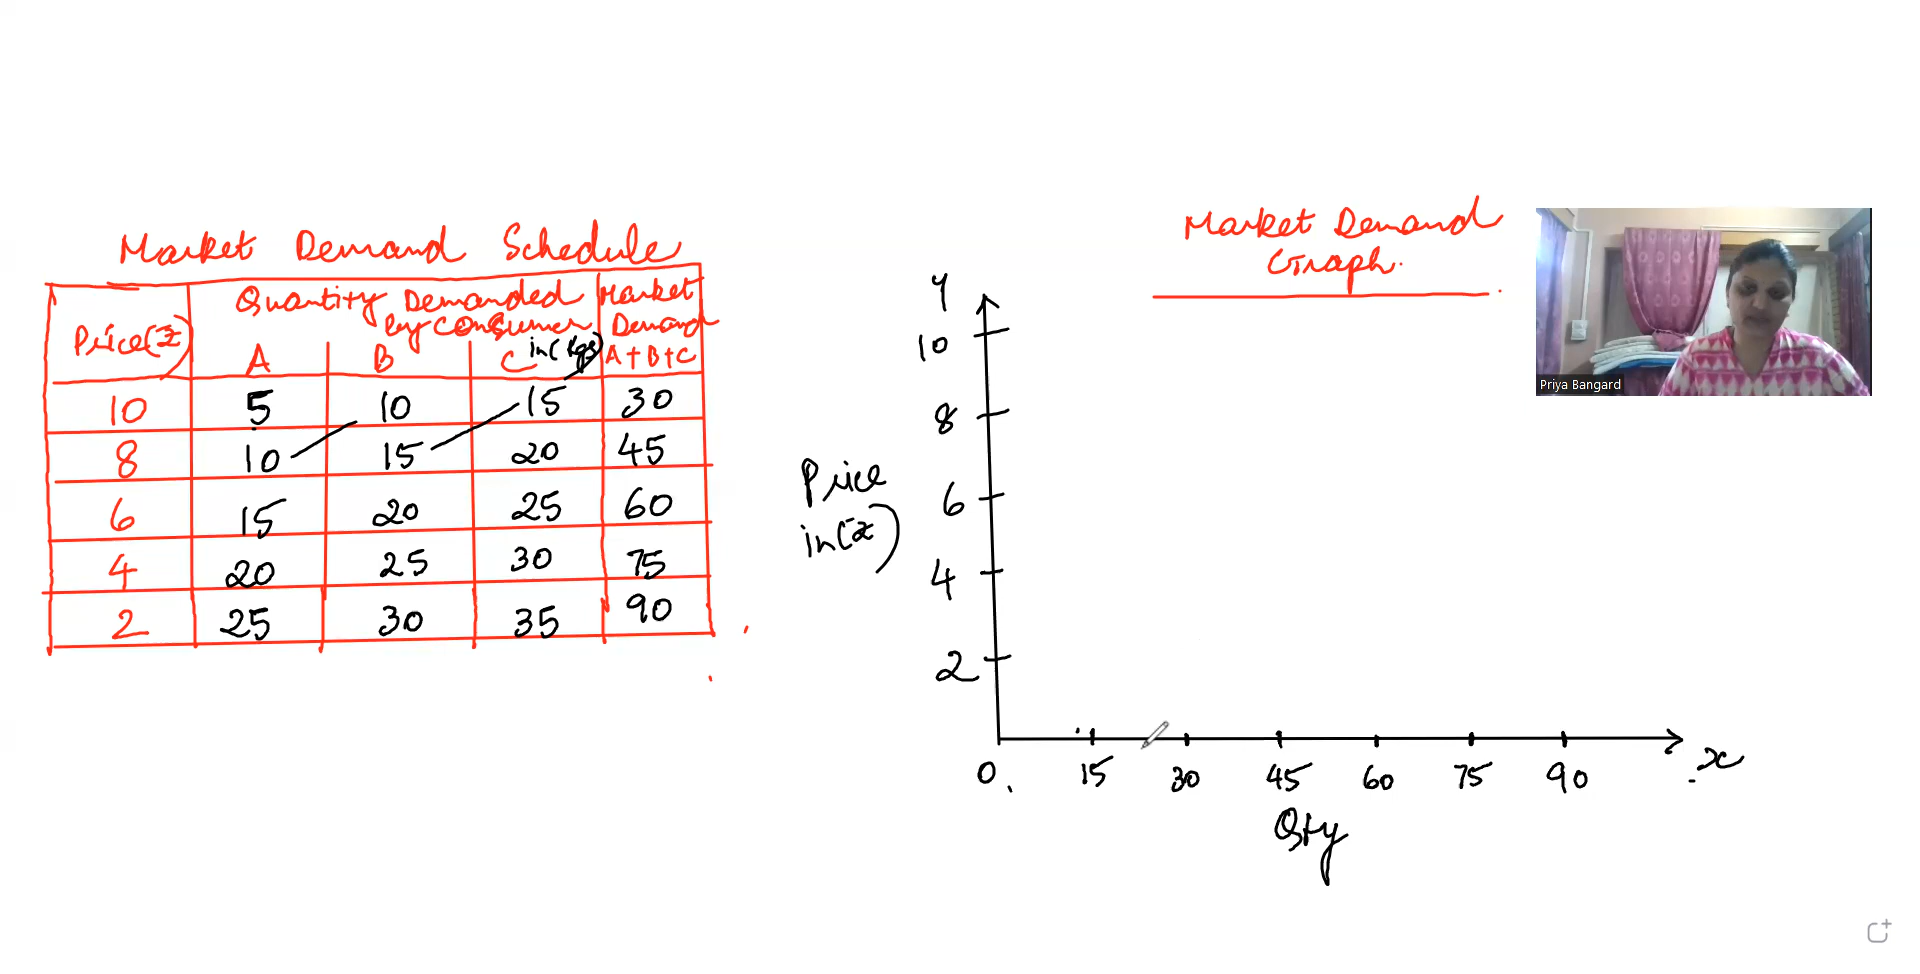 Market Demand Schedule
Price(₹)
Quantity Demanded
by consumer
in(kgs)
Market
Demand
A+B+C
A B C
10 5 10 15 30
8 10 15 20 45
6 15 20 25 60
4 20 25 30 75
2 25 30 35 90
Market Demand
Graph.
Y
10
8
6
4
2
Price
in(₹)
0 15 30 45 60 75 90 x
Qty
Priya Bangard